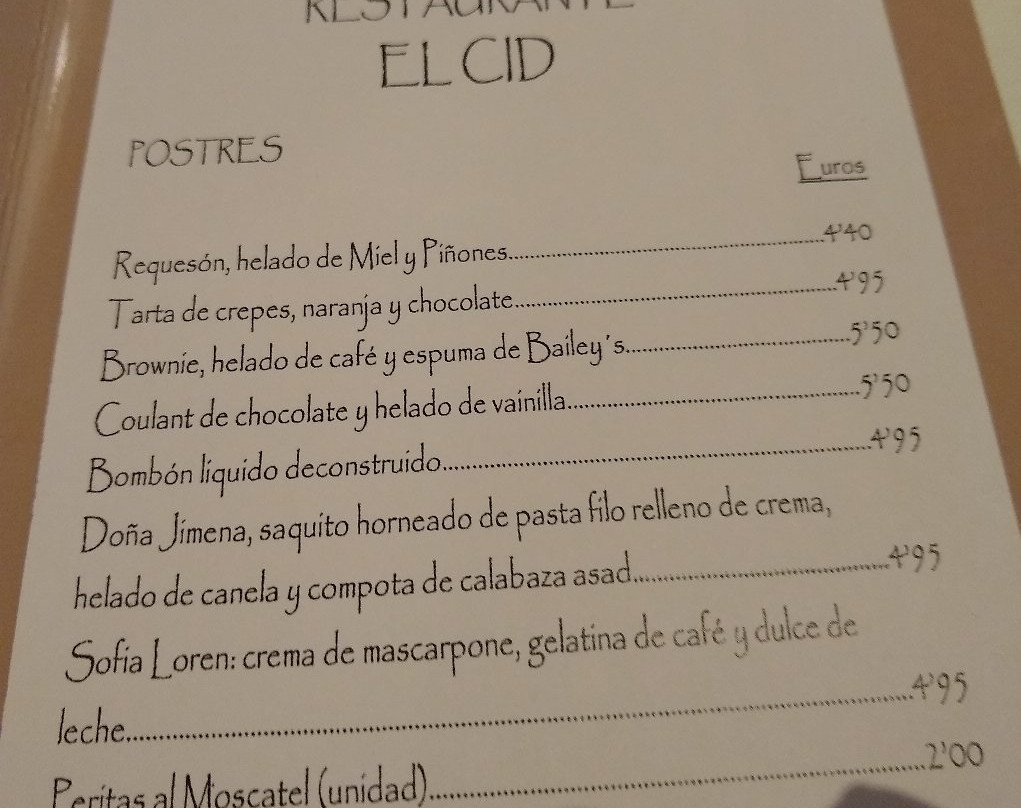 RESTAURANTE
EL CID
POSTRES
Euros
Requesón, helado de Miel y Piñones..........4'40
Tarta de crepes, naranja y chocolate..........4'95
Brownie, helado de café y espuma de Bailey's..........5'50
Coulant de chocolate y helado de vainilla..........5'50
Bombón líquido deconstruido..........4'95
Doña Jimena, saquito horneado de pasta filo relleno de crema,
helado de canela y compota de calabaza asad..........4'95
Sofia Loren: crema de mascarpone, gelatina de café y dulce de
leche..........4'95
Peritas al Moscatel (unidad)..........2'00